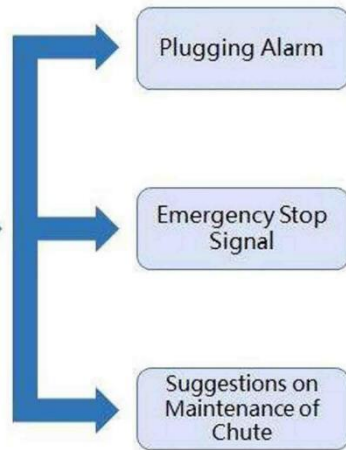 Plugging Alarm
Emergency Stop
Signal
Suggestions on
Maintenance of
Chute